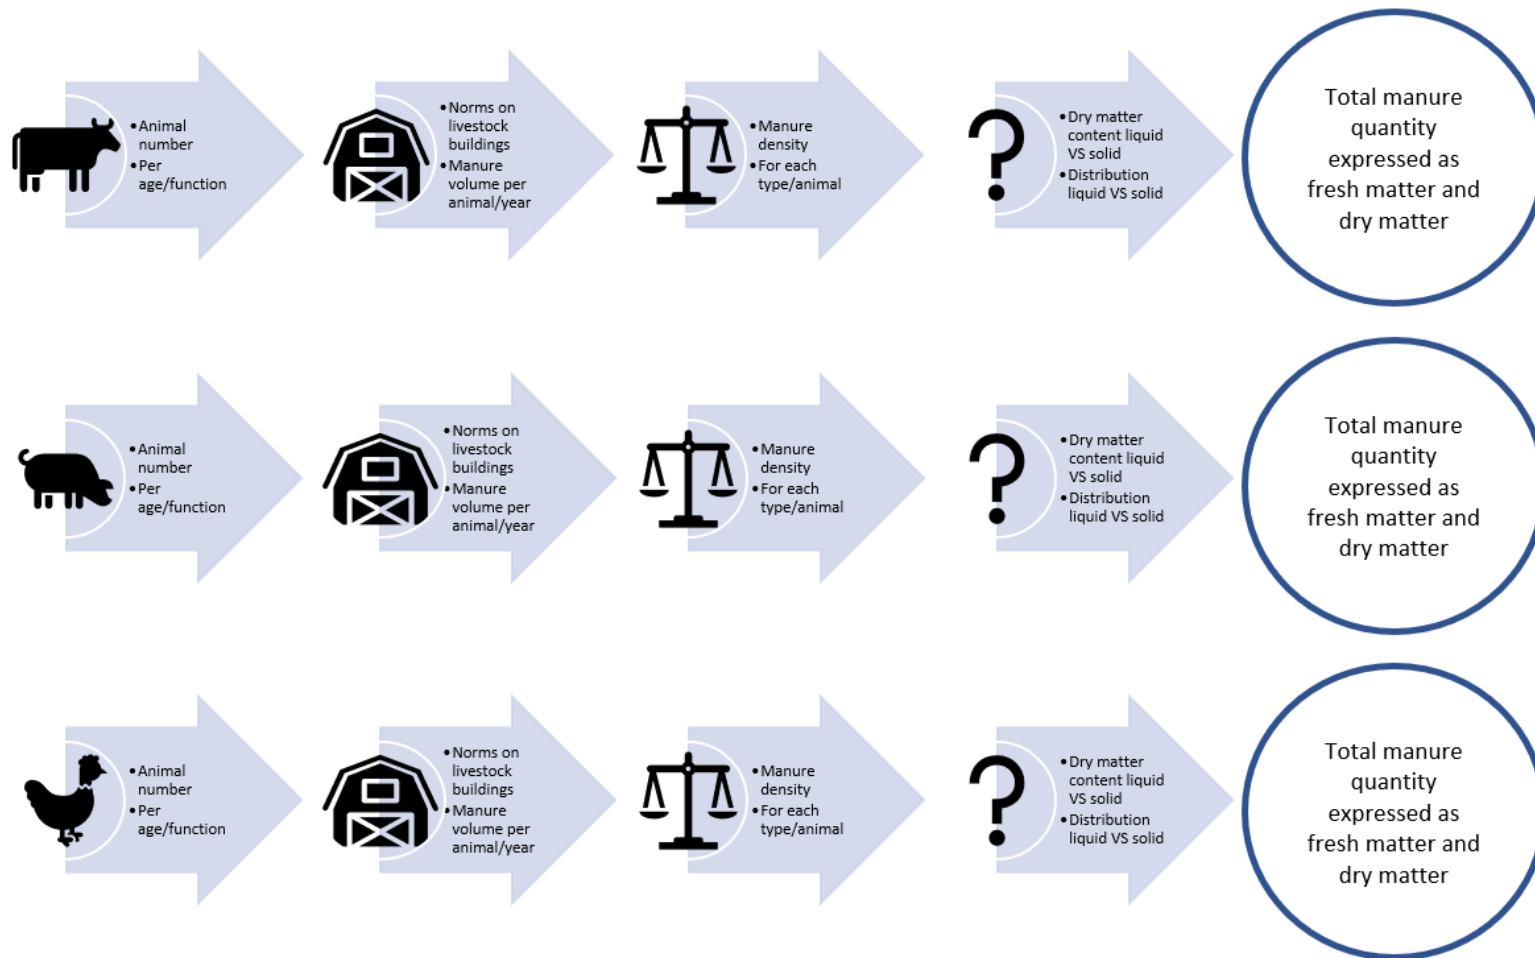 • Animal
number
• Per
age/function
• Norms on
livestock
buildings
• Manure
volume per
animal/year
• Manure
density
• For each
type/animal
• Dry matter
content liquid
VS solid
• Distribution
liquid VS solid
Total manure
quantity
expressed as
fresh matter and
dry matter
• Animal
number
• Per
age/function
• Norms on
livestock
buildings
• Manure
volume per
animal/year
• Manure
density
• For each
type/animal
• Dry matter
content liquid
VS solid
• Distribution
liquid VS solid
Total manure
quantity
expressed as
fresh matter and
dry matter
• Animal
number
• Per
age/function
• Norms on
livestock
buildings
• Manure
volume per
animal/year
• Manure
density
• For each
type/animal
• Dry matter
content liquid
VS solid
• Distribution
liquid VS solid
Total manure
quantity
expressed as
fresh matter and
dry matter